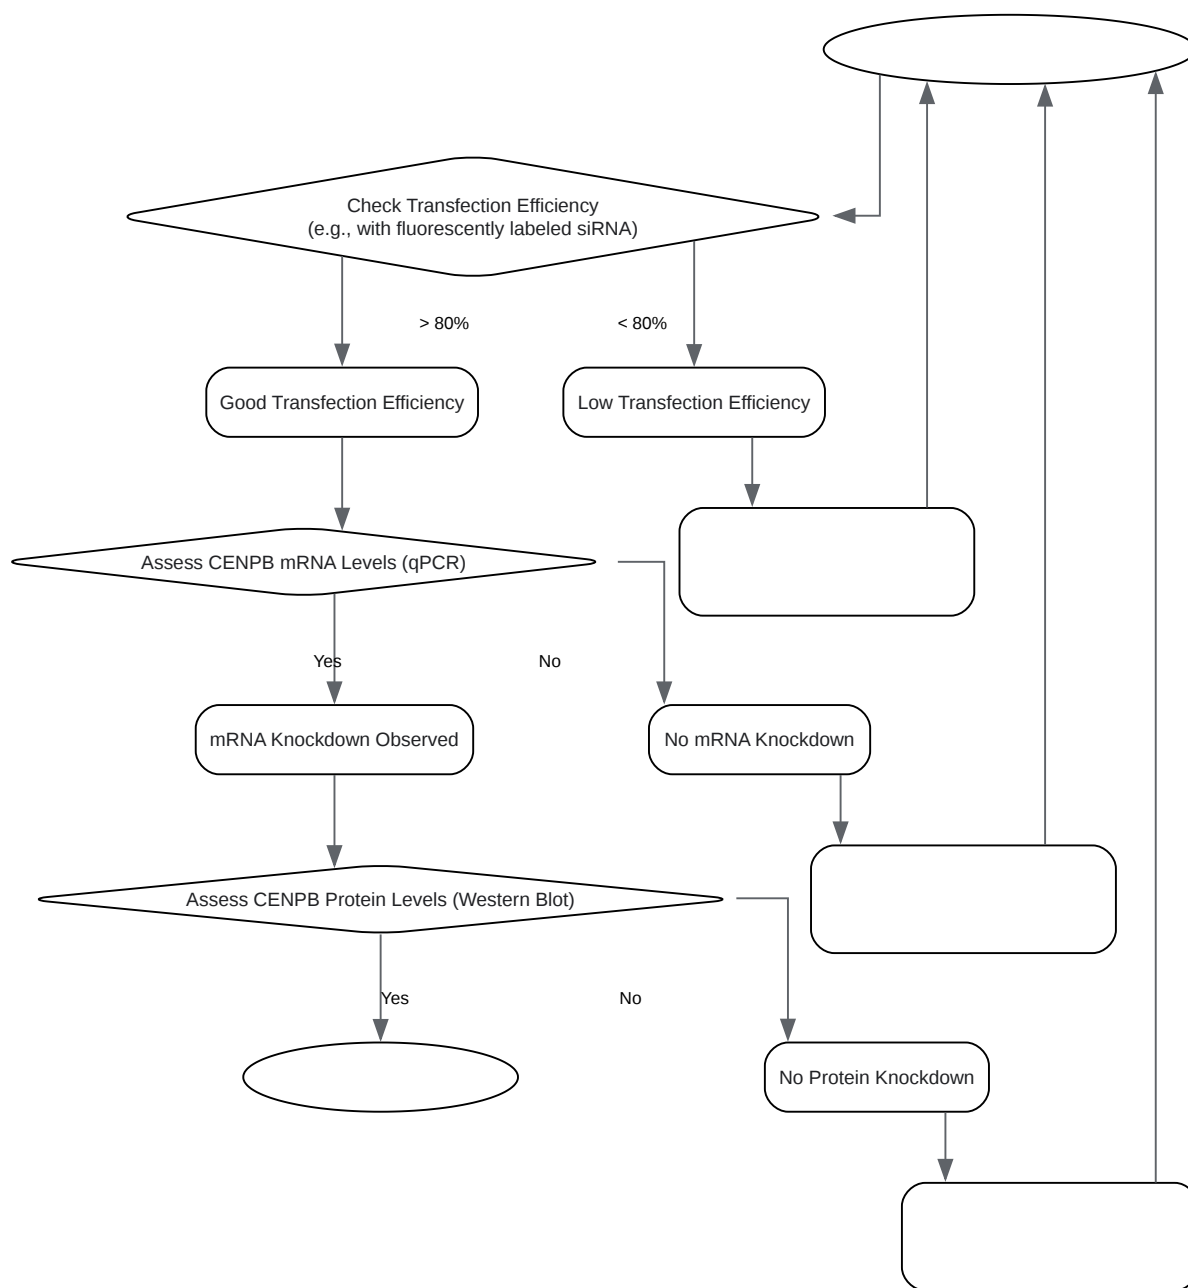 Check Transfection Efficiency
(e.g., with fluorescently labeled siRNA)
> 80%
< 80%
Good Transfection Efficiency
Low Transfection Efficiency
Assess CENPB mRNA Levels (qPCR)
Yes
No
mRNA Knockdown Observed
No mRNA Knockdown
Assess CENPB Protein Levels (Western Blot)
Yes
No
No Protein Knockdown